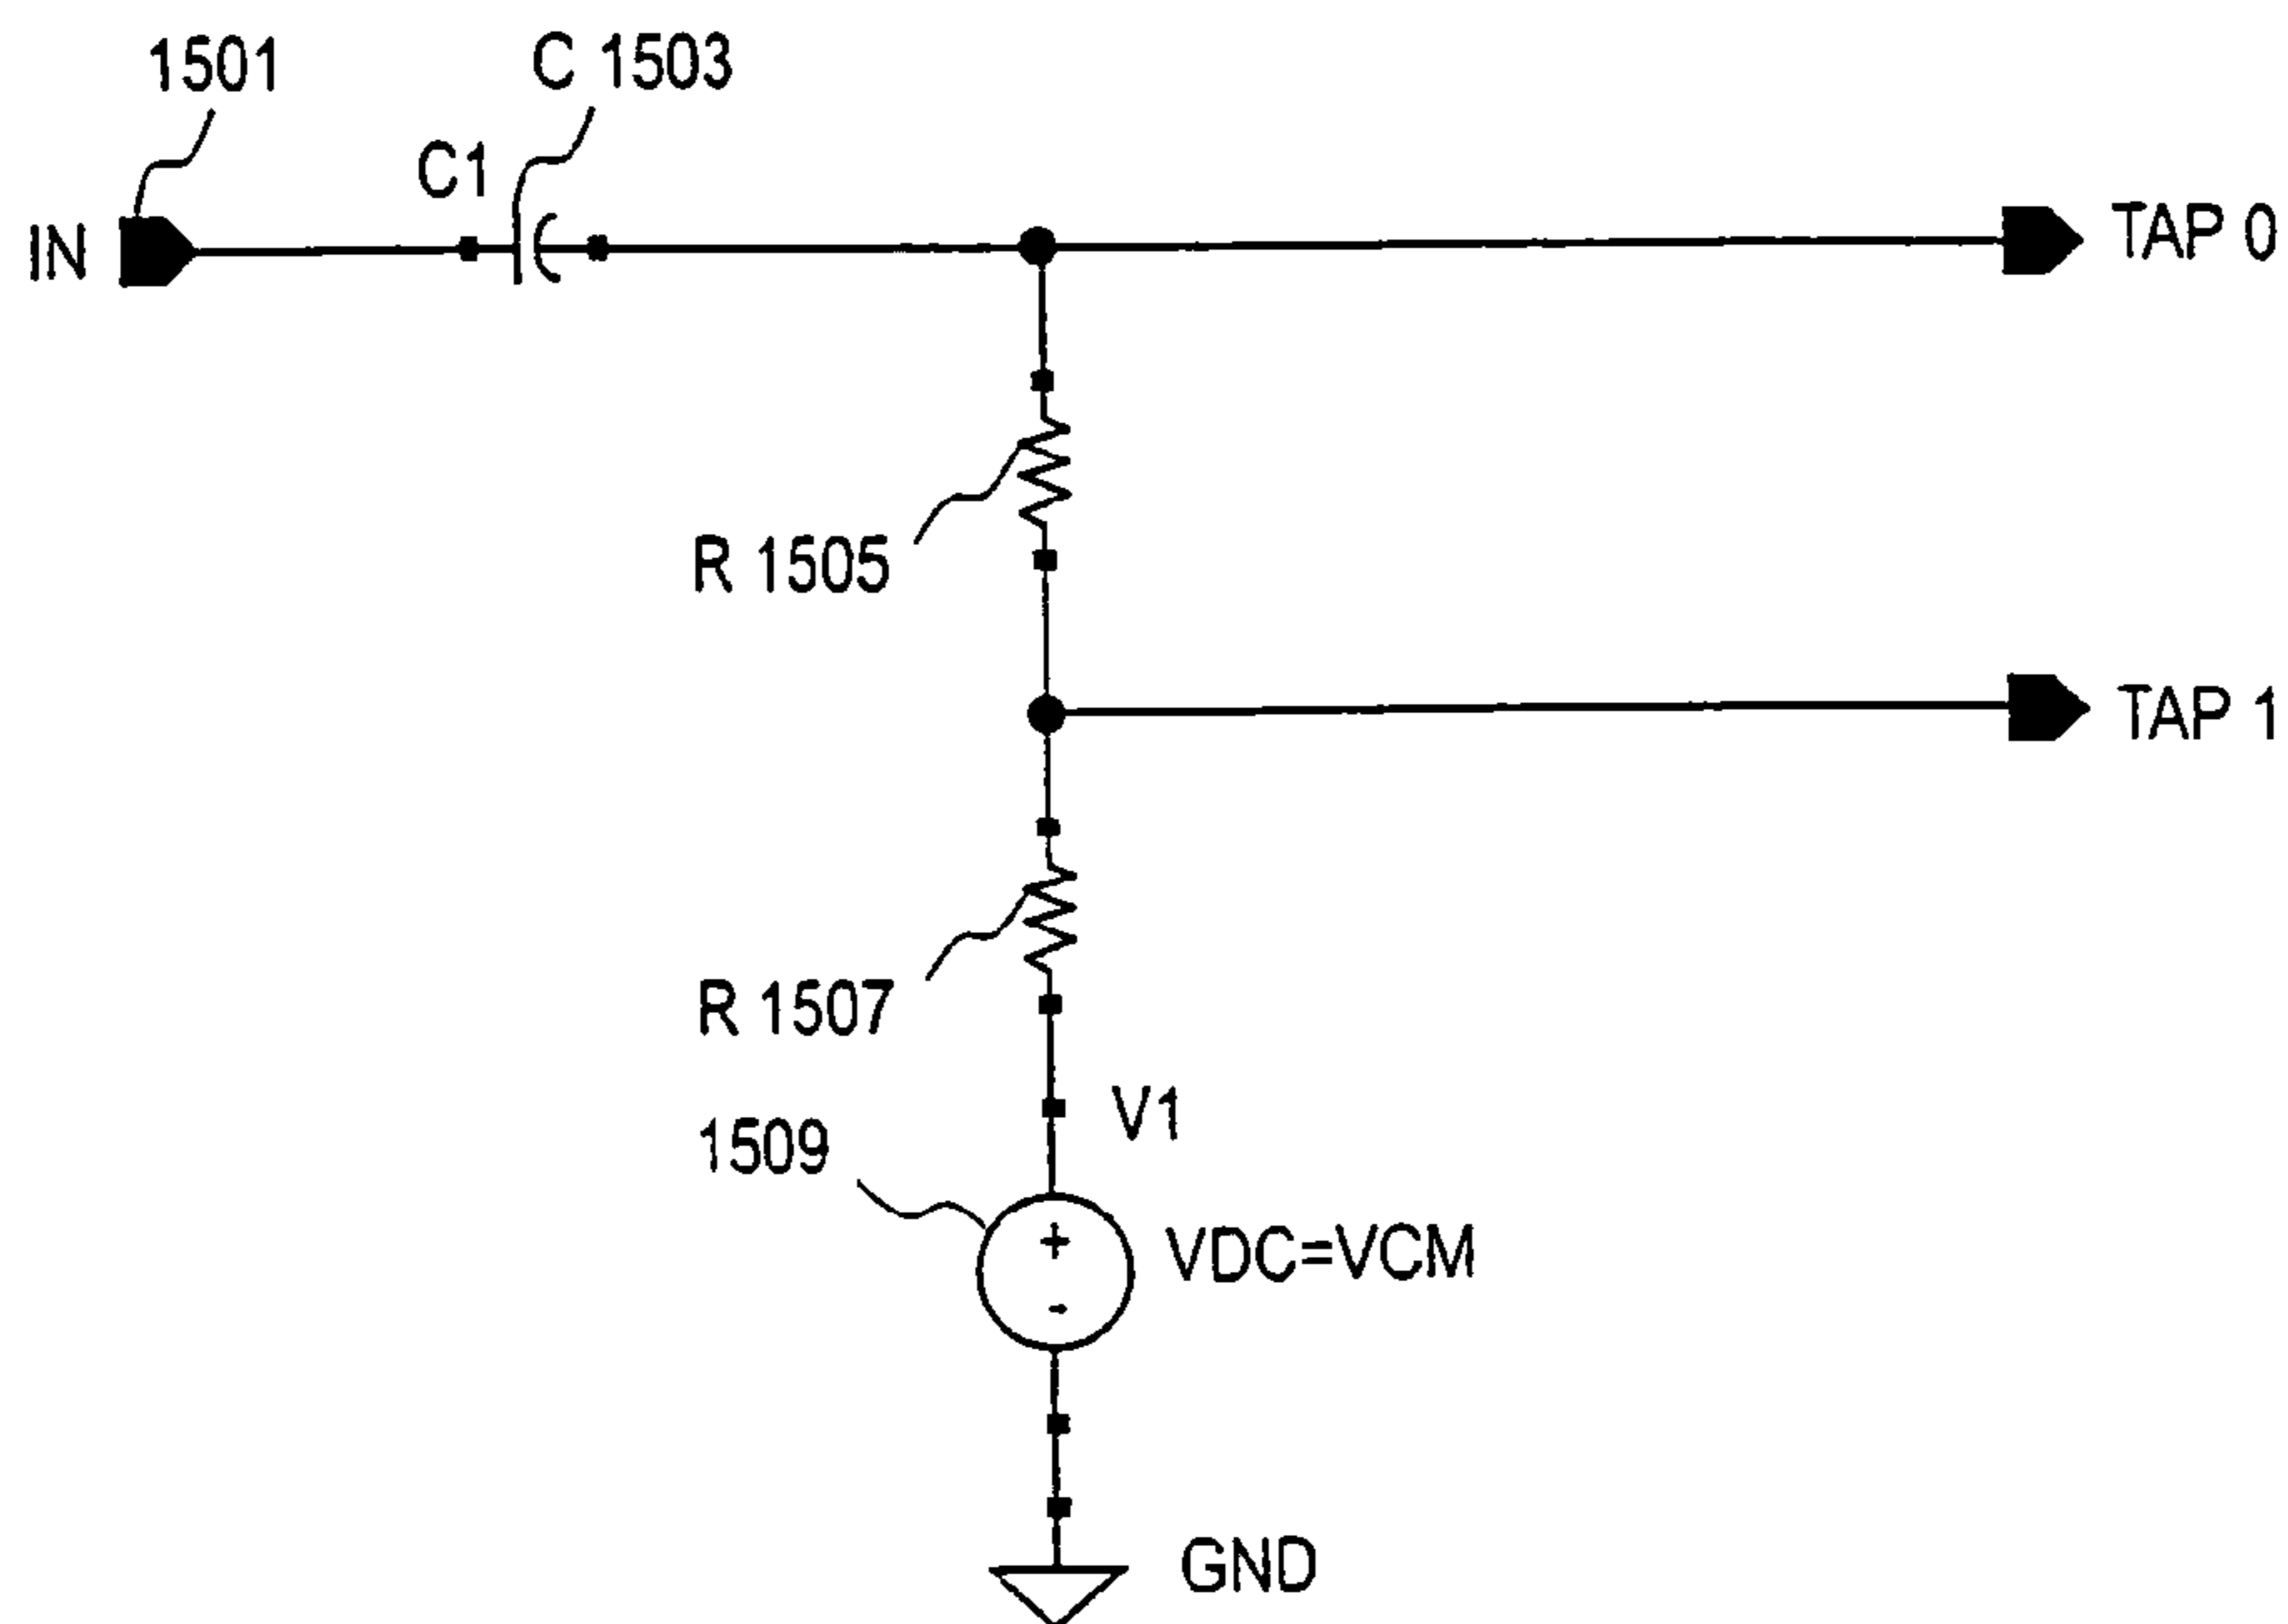 1501
C 1503
C1
IN
TAP 0
R 1505
TAP 1
R 1507
V1
1509
+
VDC=VCM
-
GND